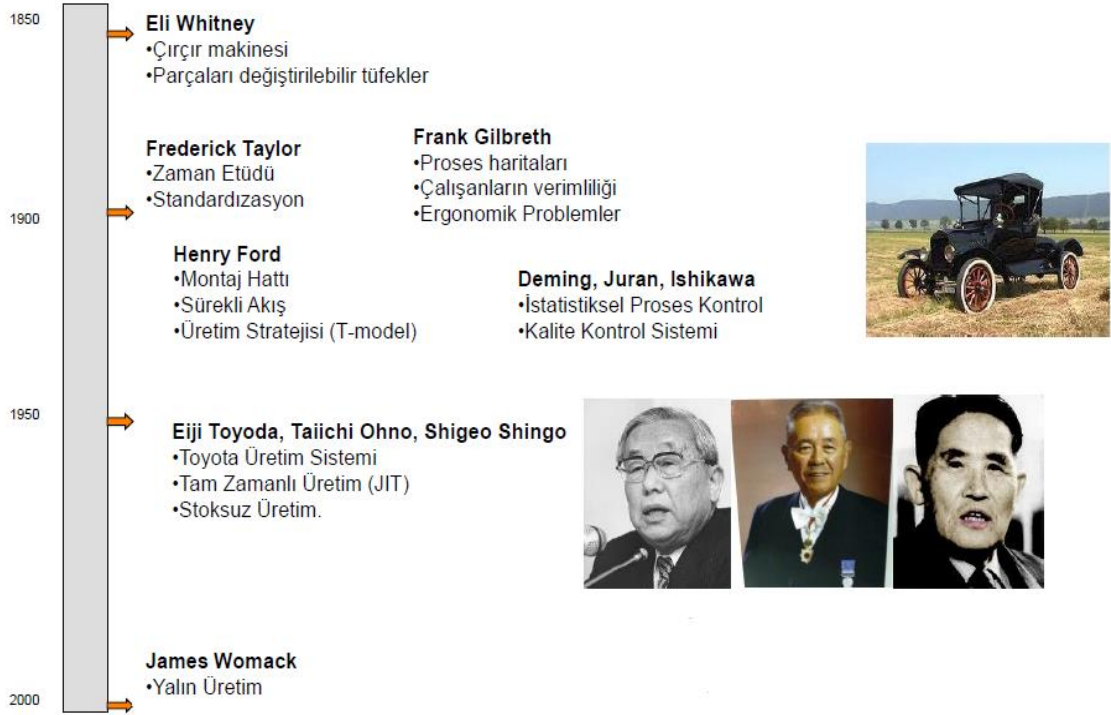 1850
Eli Whitney
•Çırçır makinesi
•Parçaları değiştirilebilir tüfekler
Frederick Taylor
•Zaman Etüdü
•Standardızasyon
Frank Gilbreth
•Proses haritaları
•Çalışanların verimliliği
•Ergonomik Problemler
1900
Henry Ford
•Montaj Hattı
•Sürekli Akış
•Üretim Stratejisi (T-model)
Deming, Juran, Ishikawa
•İstatistiksel Proses Kontrol
•Kalite Kontrol Sistemi
1950
Eiji Toyoda, Taiichi Ohno, Shigeo Shingo
•Toyota Üretim Sistemi
•Tam Zamanlı Üretim (JIT)
•Stoksuz Üretim.
James Womack
•Yalın Üretim
2000